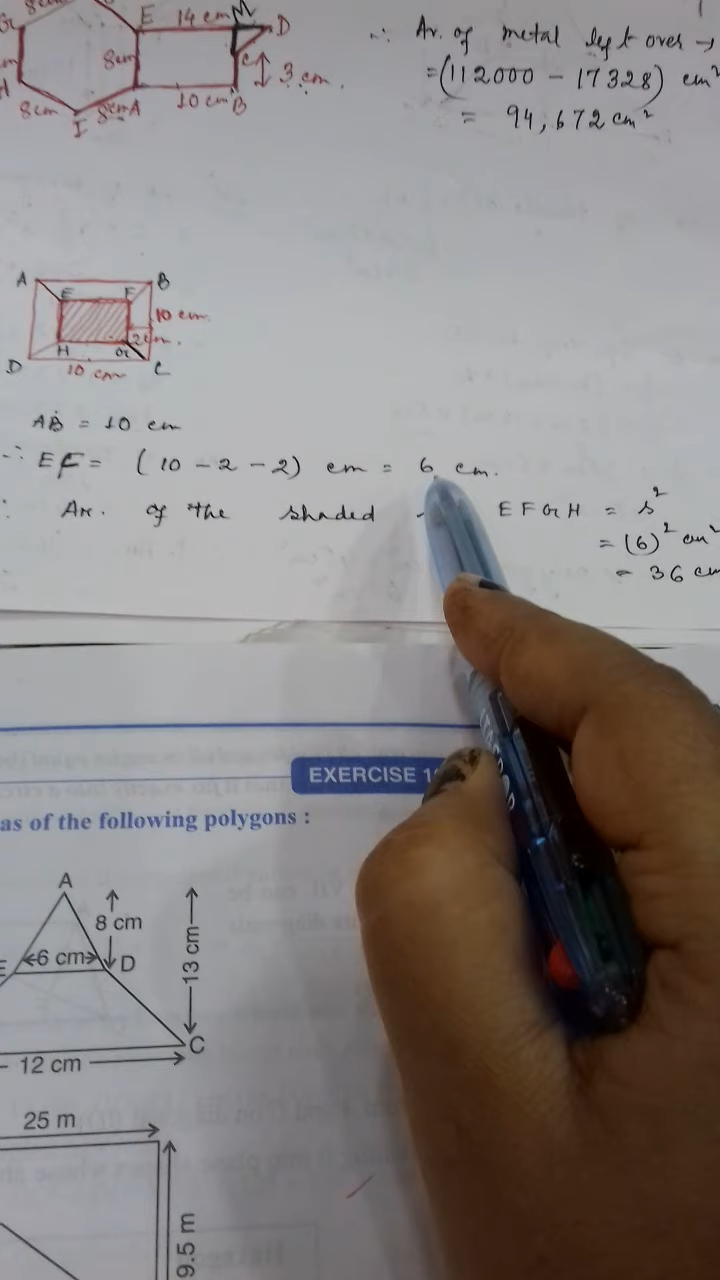 E 14 cm M D
8cm C 3 cm.
H 8cm I 8cm A 10 cm B
∴ Ar. of metal left over →
= (112000 - 17328) cm²
= 94,672 cm²
A B
E F
10 cm.
2cm.
H G
D 10 cm C
AB = 10 cm
∴ EF = (10 - 2 - 2) cm = 6 cm.
Ar. of the shaded EFGH = s²
= (6)² cm²
= 36 cm
EXERCISE
as of the following polygons :
A
8 cm
13 cm
6 cm D
C
12 cm
25 m
9.5 m